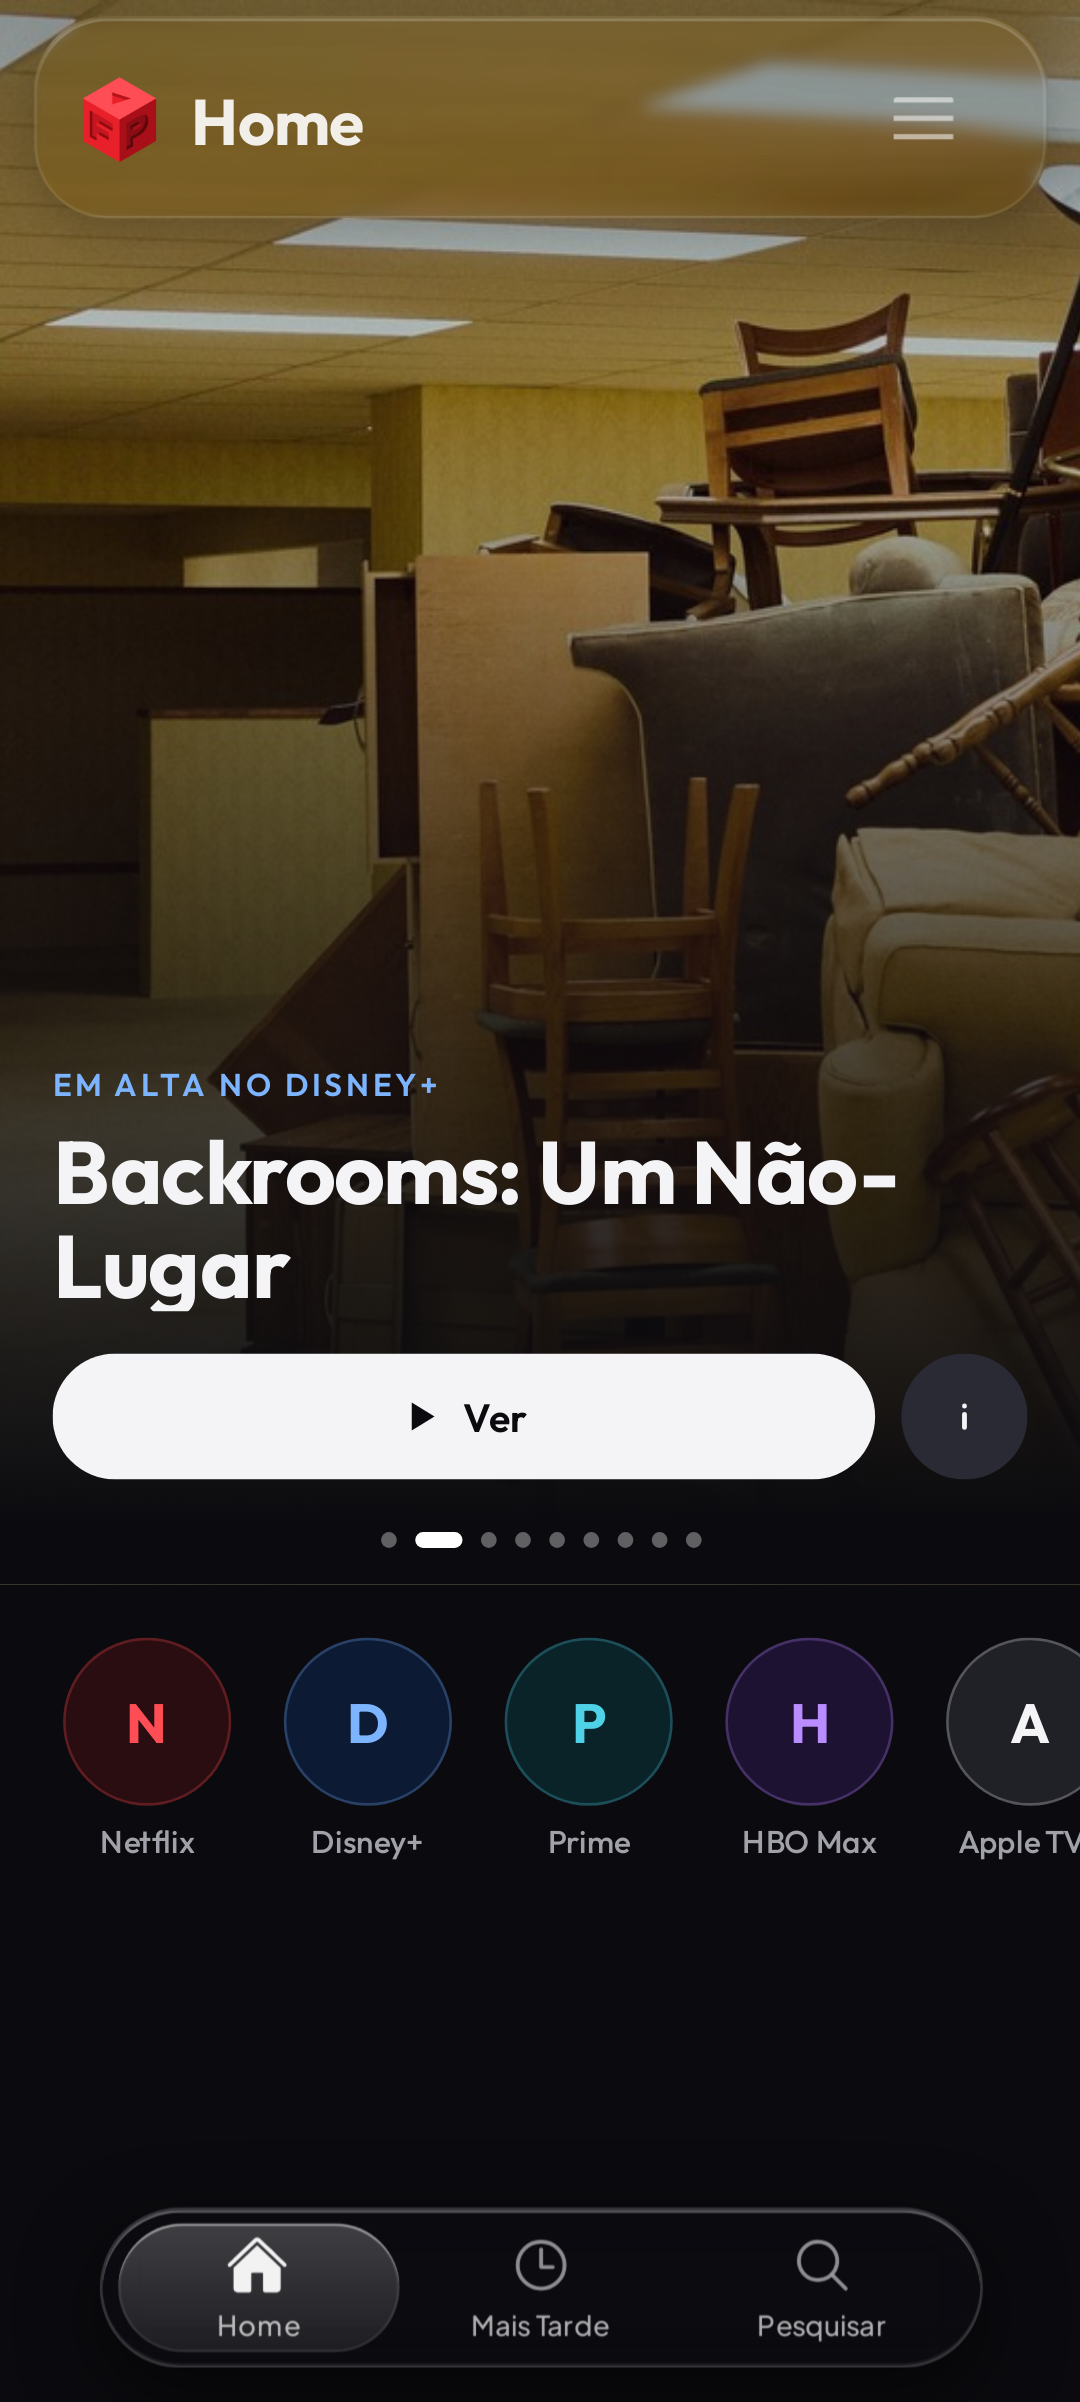 FP
Home
EM ALTA NO DISNEY+
Backrooms: Um Não-
Lugar
Ver
i
N D P H A
Netflix Disney+ Prime HBO Max Apple TV
Home Mais Tarde Pesquisar